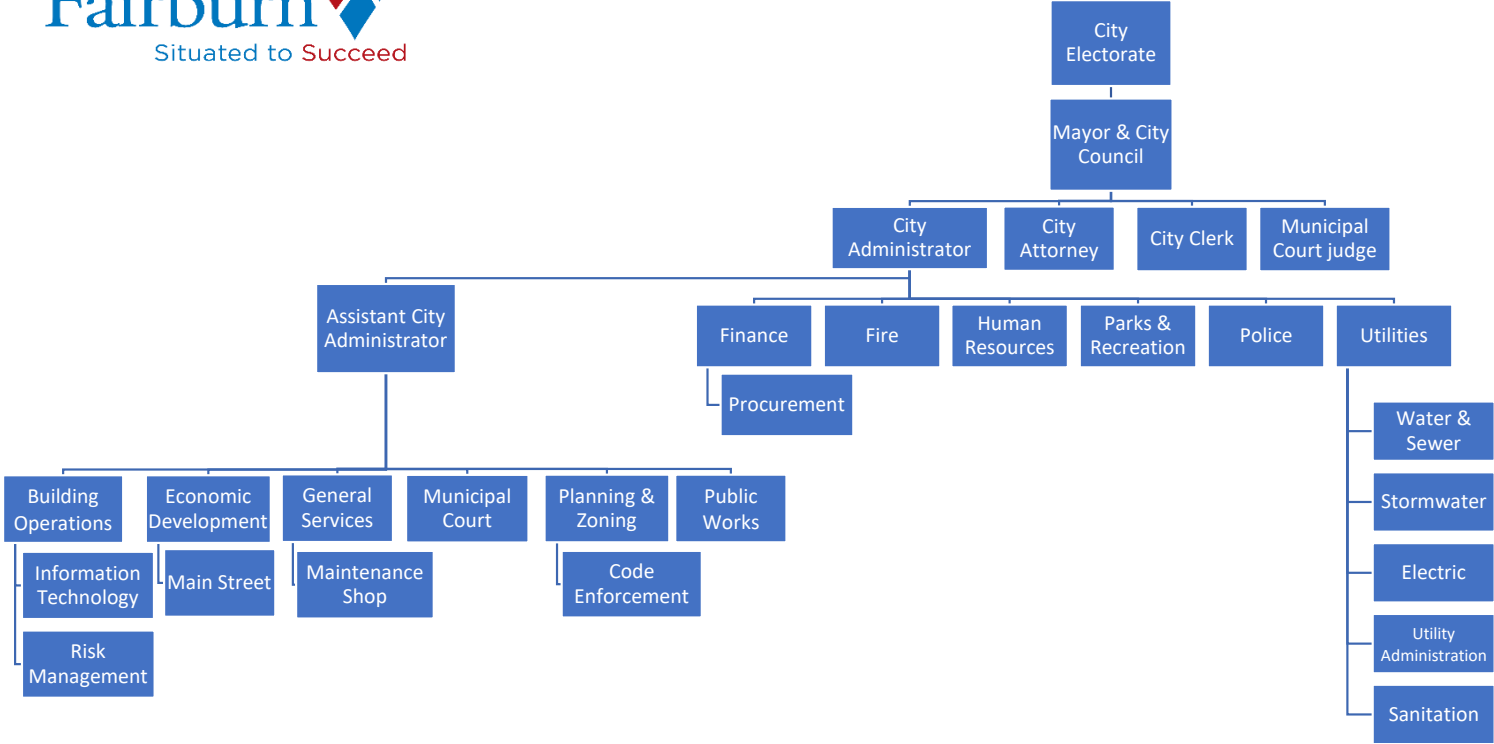 Fairburn
Situated to Succeed
City
Electorate
Mayor & City
Council
City
Administrator
City
Attorney
City Clerk
Municipal
Court judge
Assistant City
Administrator
Finance
Fire
Human
Resources
Parks &
Recreation
Police
Utilities
Procurement
Water &
Sewer
Stormwater
Electric
Utility
Administration
Sanitation
Building
Operations
Economic
Development
General
Services
Municipal
Court
Planning &
Zoning
Public
Works
Information
Technology
Main Street
Maintenance
Shop
Code
Enforcement
Risk
Management